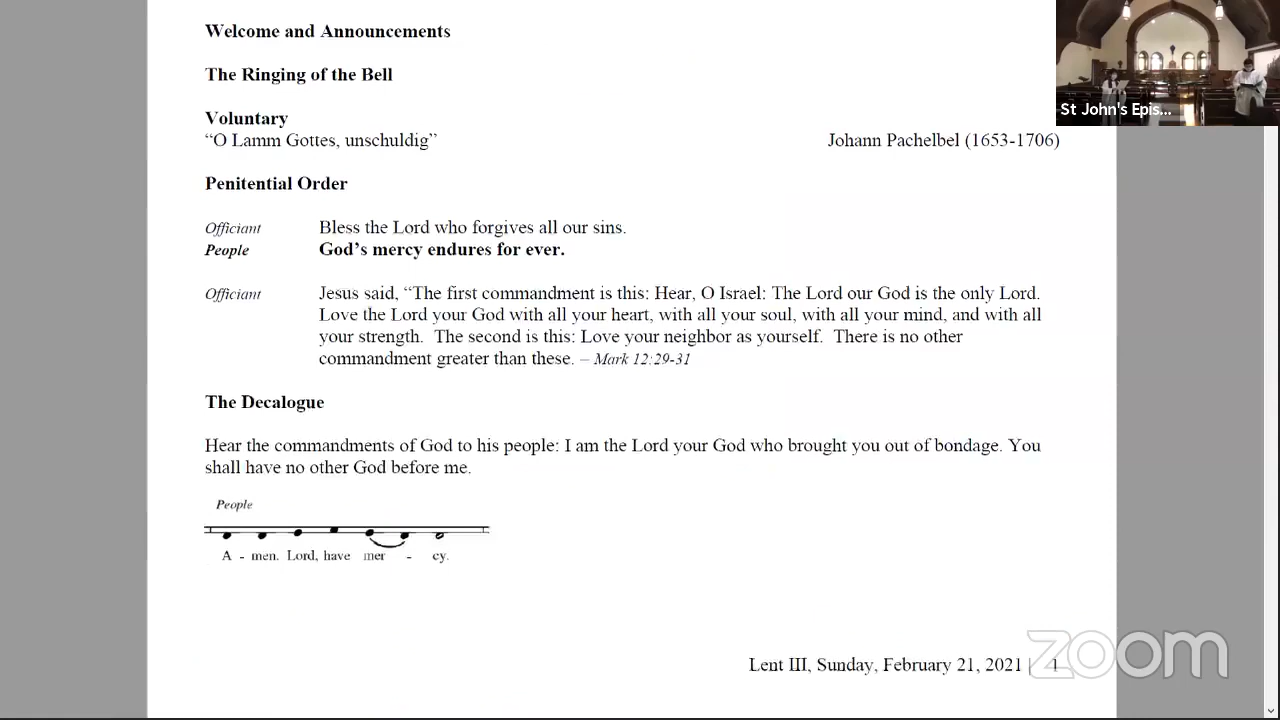 Welcome and Announcements
The Ringing of the Bell
Voluntary
“O Lamm Gottes, unschuldig” Johann Pachelbel (1653-1706)
Penitential Order
Officiant Bless the Lord who forgives all our sins.
People God’s mercy endures for ever.
Officiant Jesus said, “The first commandment is this: Hear, O Israel: The Lord our God is the only Lord.
Love the Lord your God with all your heart, with all your soul, with all your mind, and with all
your strength. The second is this: Love your neighbor as yourself. There is no other
commandment greater than these. – Mark 12:29-31
The Decalogue
Hear the commandments of God to his people: I am the Lord your God who brought you out of bondage. You
shall have no other God before me.
People
A - men. Lord, have mer - cy.
Lent III, Sunday, February 21, 2021 | 1
St John's Epis...
zoom